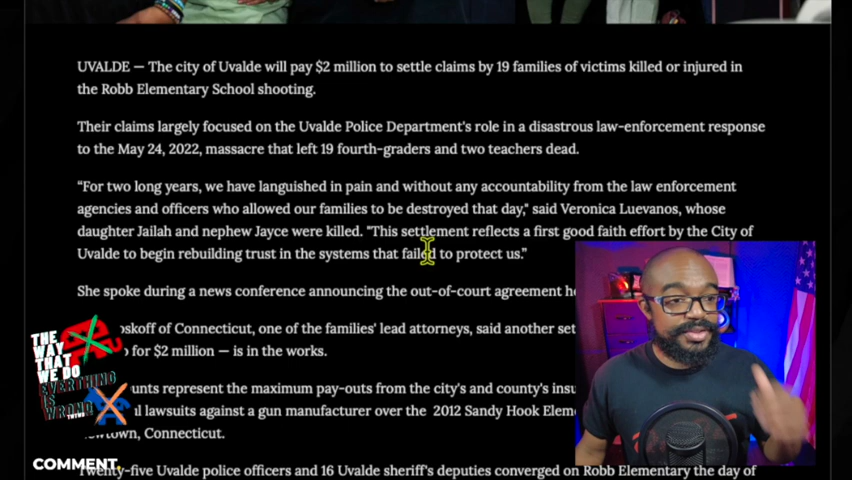 UVALDE — The city of Uvalde will pay $2 million to settle claims by 19 families of victims killed or injured in
the Robb Elementary School shooting.
Their claims largely focused on the Uvalde Police Department's role in a disastrous law-enforcement response
to the May 24, 2022, massacre that left 19 fourth-graders and two teachers dead.
“For two long years, we have languished in pain and without any accountability from the law enforcement
agencies and officers who allowed our families to be destroyed that day," said Veronica Luevanos, whose
daughter Jailah and nephew Jayce were killed. "This settlement reflects a first good faith effort by the City of
Uvalde to begin rebuilding trust in the systems that failed to protect us.”
She spoke during a news conference announcing the out-of-court agreement
oskoff of Connecticut, one of the families' lead attorneys, said another
for $2 million — is in the works.
represent the maximum pay-outs from the city's and county's
lawsuits against a gun manufacturer over the 2012 Sandy Hook
Connecticut.
Twenty-five Uvalde police officers and 16 Uvalde sheriff's deputies converged on Robb Elementary the day of
THE
WAY
THAT
WE DO
EVERYTHING
IS
WRONG
COMMENT,